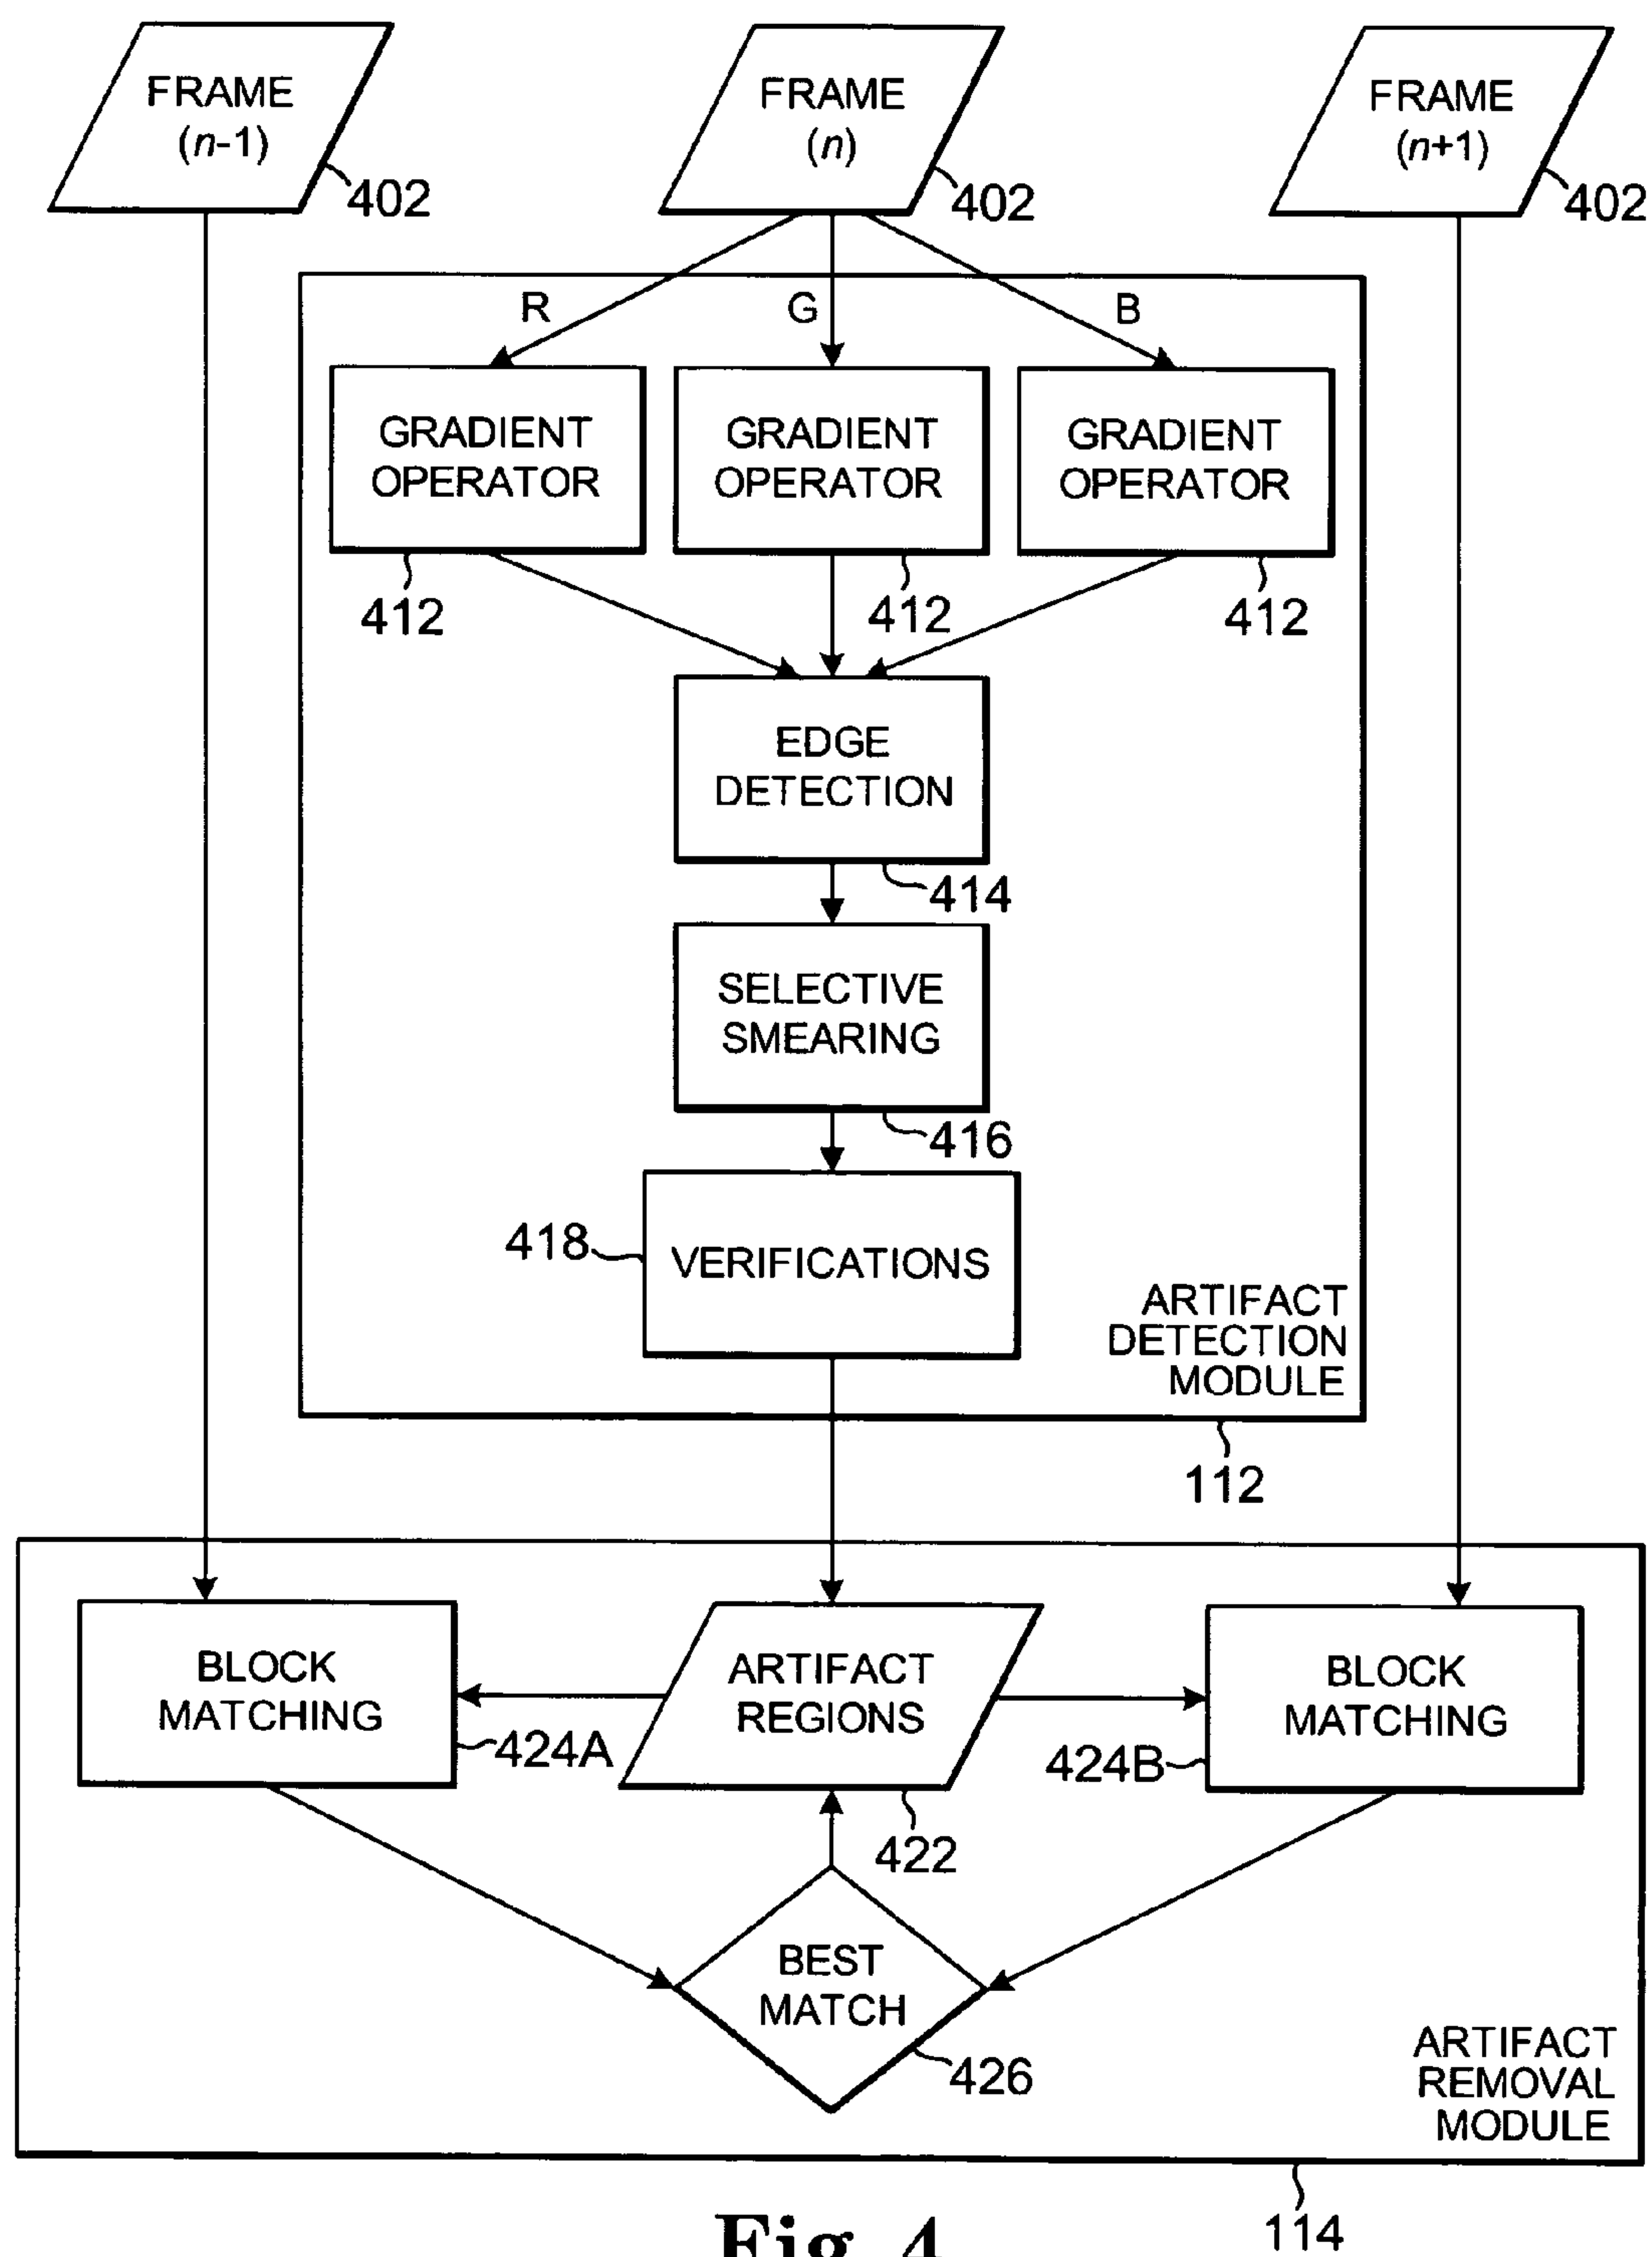 FRAME
(n-1)
402
FRAME
(n)
402
FRAME
(n+1)
402
R
G
B
GRADIENT
OPERATOR
412
GRADIENT
OPERATOR
412
GRADIENT
OPERATOR
412
EDGE
DETECTION
414
SELECTIVE
SMEARING
416
418
VERIFICATIONS
ARTIFACT
DETECTION
MODULE
112
BLOCK
MATCHING
424A
ARTIFACT
REGIONS
422
BLOCK
MATCHING
424B
BEST
MATCH
426
ARTIFACT
REMOVAL
MODULE
114
Fig. 4